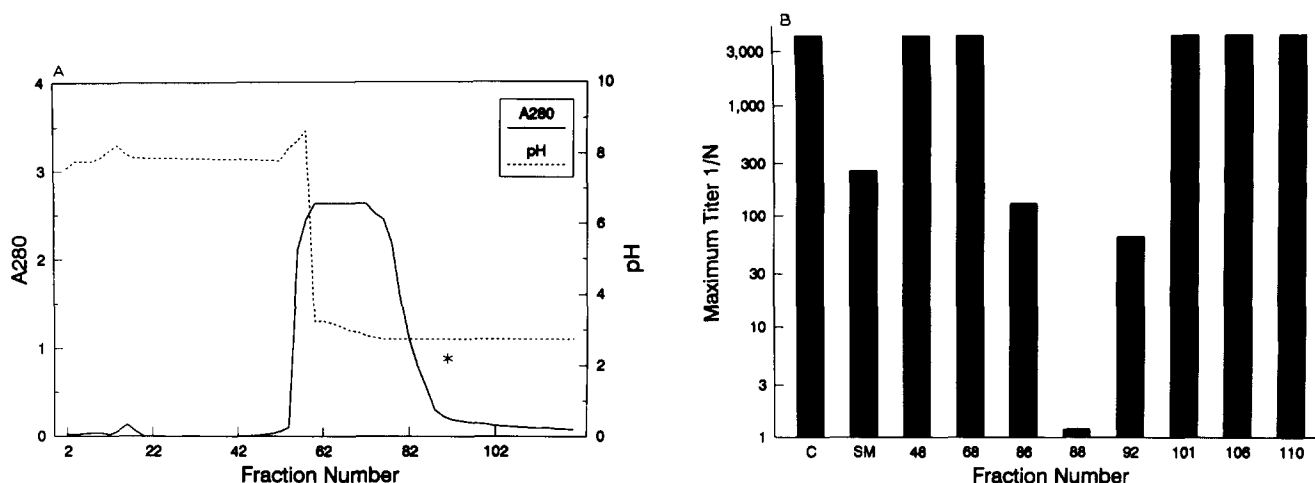 A
4
3
2
1
0
A280
10
8
6
4
2
0
pH
A280
pH
*
2 22 42 62 82 102
Fraction Number
B
3,000
1,000
300
100
30
10
3
1
Maximum Titer 1/N
C SM 48 68 86 88 92 101 106 110
Fraction Number